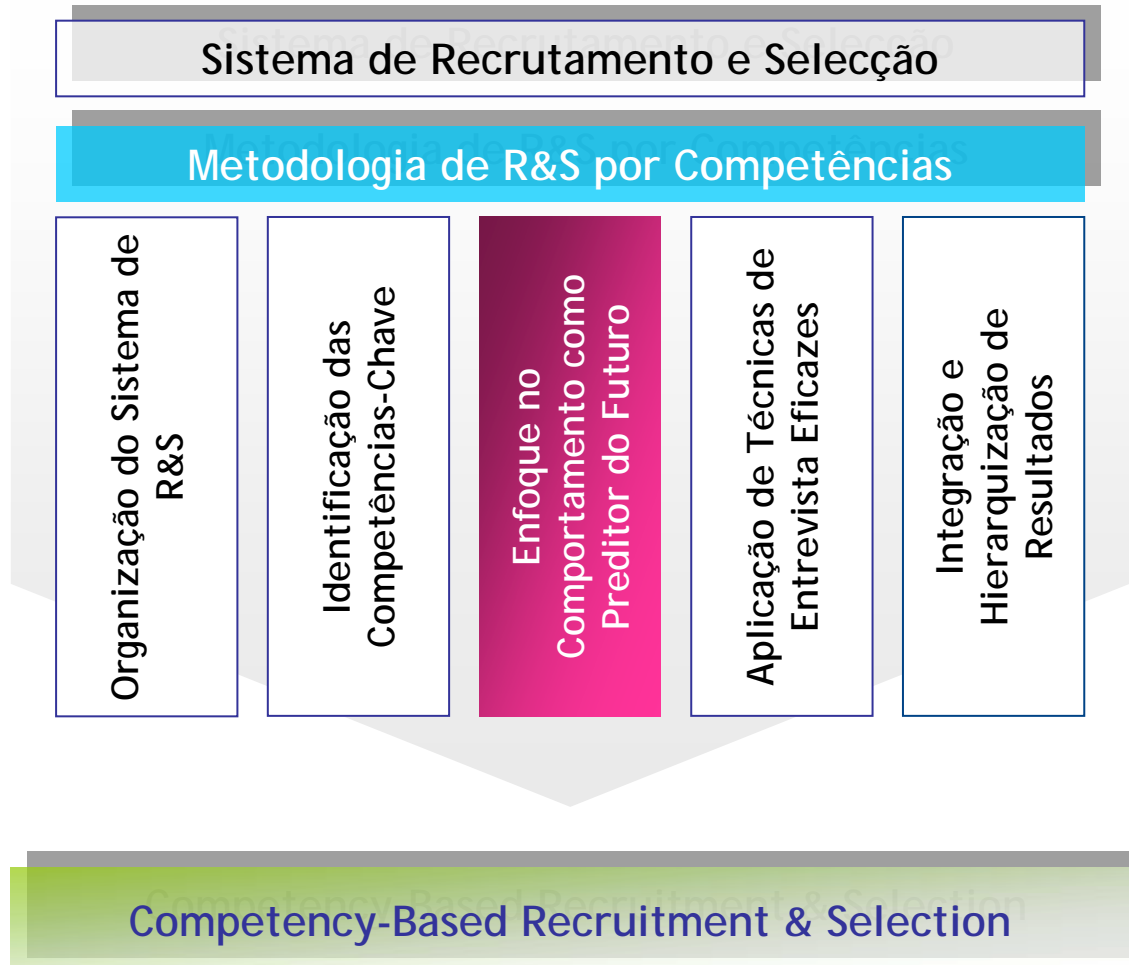 Sistema de Recrutamento e Selecção
Metodologia de R&S por Competências
Organização do Sistema de
R&S
Identificação das
Competências-Chave
Enfoque no
Comportamento como
Preditor do Futuro
Aplicação de Técnicas de
Entrevista Eficazes
Integração e
Hierarquização de
Resultados
Competency-Based Recruitment & Selection